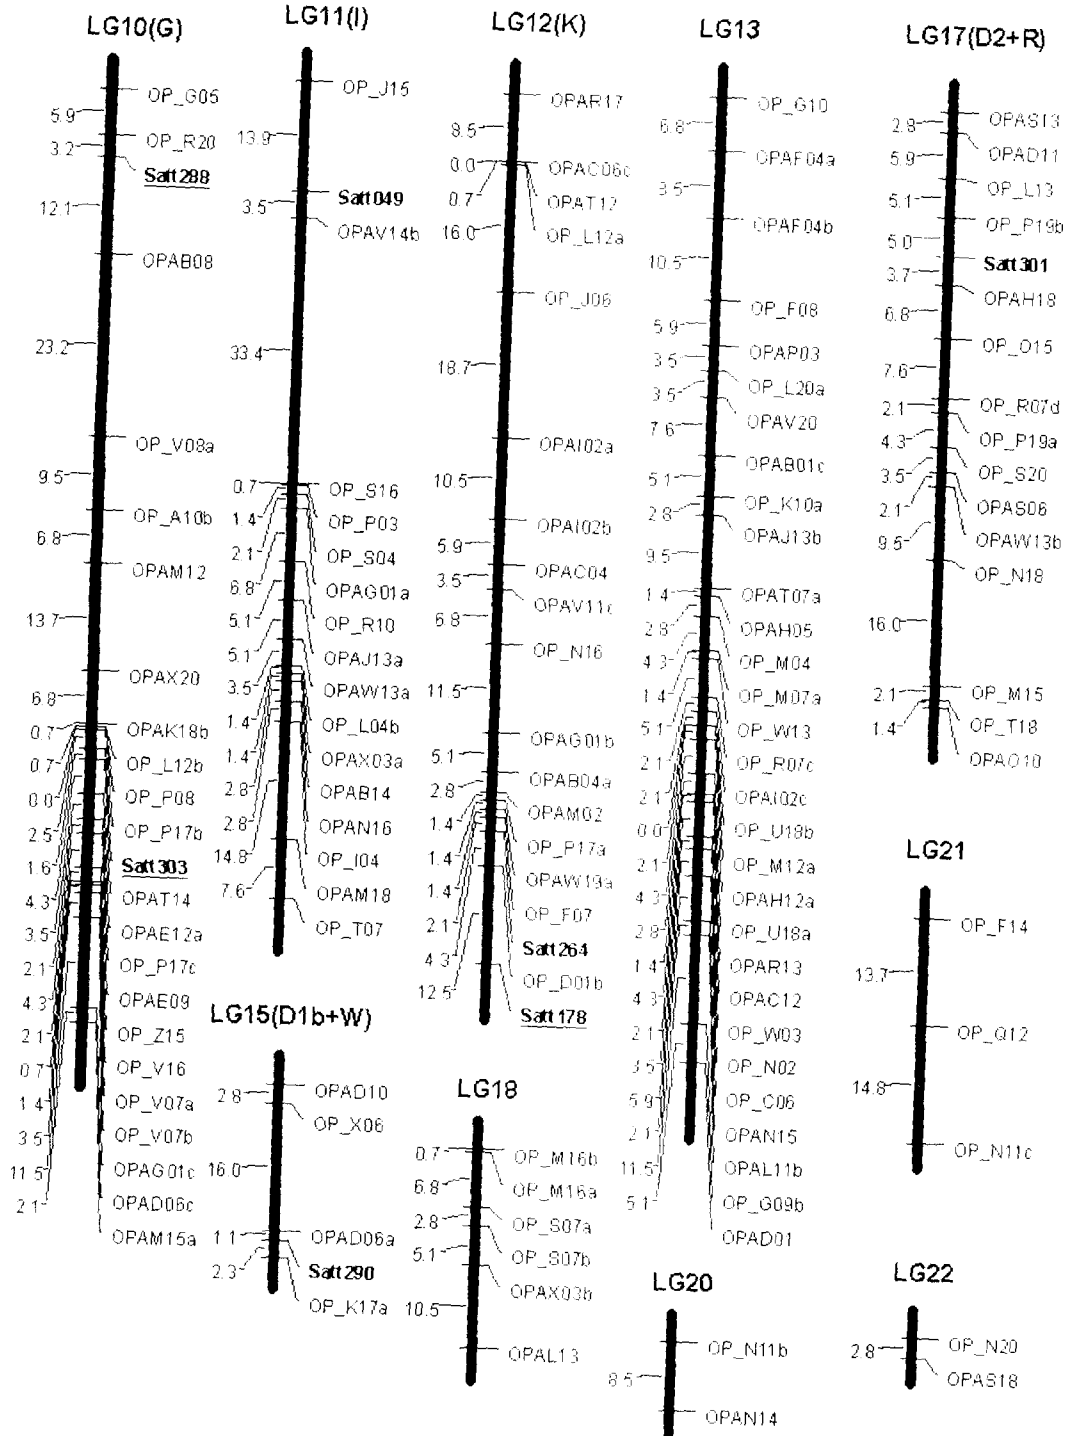 LG10(G)
5.9
3.2
12.1
23.2
9.5
6.8
13.7
6.8
0.7
0.7
0.0
2.5
1.6
4.3
3.5
2.1
4.3
2.1
0.7
1.4
3.5
11.5
2.1
OP_G05
OP_R20
Satt288
OPAB08
OP_V08a
OP_A10b
OPAM12
OPAX20
OPAK18b
OP_L12b
OP_P08
OP_P17b
Satt303
OPAT14
OPAE12a
OP_P17c
OPAE09
OP_Z15
OP_V16
OP_V07a
OP_V07b
OPAG01c
OPAD06c
OPAM15a
LG11(I)
13.9
3.5
33.4
0.7
1.4
2.1
6.8
5.1
5.1
3.5
1.4
1.4
2.8
2.8
14.8
7.6
OP_J15
Satt049
OPAV14b
OP_S16
OP_P03
OP_S04
OPAG01a
OP_R10
OPAJ13a
OPAW13a
OP_L04b
OPAX03a
OPAB14
OPAN16
OP_I04
OPAM18
OP_T07
LG12(K)
8.5
0.0
0.7
16.0
18.7
10.5
5.9
3.5
6.8
11.5
5.1
2.8
1.4
1.4
1.4
2.1
4.3
12.5
OPAR17
OPAC06c
OPAT12
OP_L12a
OP_J06
OPAI02a
OPAI02b
OPAC04
OPAV11c
OP_N16
OPAG01b
OPAB04a
OPAM02
OP_P17a
OPAW19a
OP_F07
Satt264
OP_D01b
Satt178
LG13
6.8
3.5
10.5
5.9
3.5
3.5
7.6
5.1
2.8
9.5
1.4
2.8
4.3
1.4
5.1
2.1
2.1
0.0
2.1
4.3
2.8
1.4
4.3
2.1
3.5
5.9
2.1
11.5
5.1
OP_G10
OPAF04a
OPAF04b
OP_F08
OPAP03
OP_L20a
OPAV20
OPAB01c
OP_K10a
OPAJ13b
OPAT07a
OPAH05
OP_M04
OP_M07a
OP_W13
OP_R07c
OPAI02c
OP_U18b
OP_M12a
OPAH12a
OP_U18a
OPAR13
OPAC12
OP_W03
OP_N02
OP_C06
OPAN15
OPAL11b
OP_G09b
OPAD01
LG17(D2+R)
2.8
5.9
5.1
5.0
3.7
6.8
7.6
2.1
4.3
3.5
2.1
9.5
16.0
2.1
1.4
OPAS13
OPAD11
OP_L13
OP_P19b
Satt301
OPAH18
OP_O15
OP_R07d
OP_P19a
OP_S20
OPAS06
OPAW13b
OP_N18
OP_M15
OP_T18
OPAO10
LG15(D1b+W)
2.8
16.0
1.1
2.3
OPAD10
OP_X06
OPAD06a
Satt290
OP_K17a
LG18
0.7
6.8
2.8
5.1
10.5
OP_M16b
OP_M16a
OP_S07a
OP_S07b
OPAX03b
OPAL13
LG21
13.7
14.8
OP_F14
OP_Q12
OP_N11c
LG20
8.5
OP_N11b
OPAN14
LG22
2.8
OP_N20
OPAS18